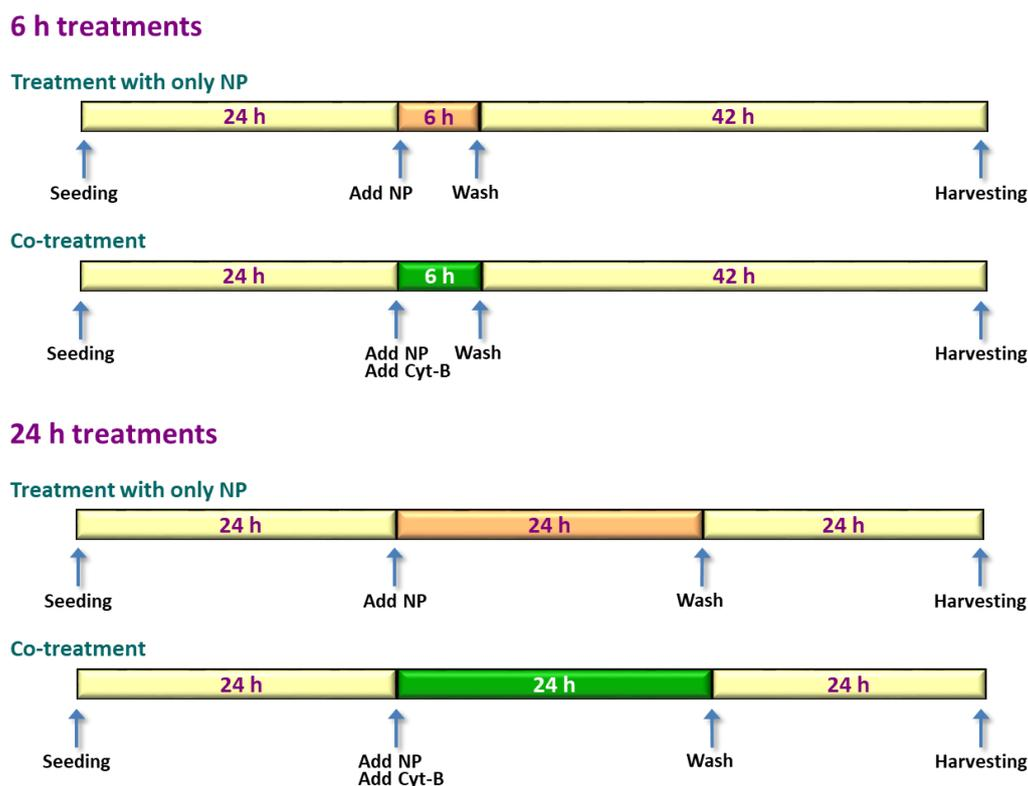 6 h treatments
Treatment with only NP
24 h 6 h 42 h
Seeding Add NP Wash Harvesting
Co-treatment
24 h 6 h 42 h
Seeding Add NP Wash Harvesting
Add Cyt-B
24 h treatments
Treatment with only NP
24 h 24 h 24 h
Seeding Add NP Wash Harvesting
Co-treatment
24 h 24 h 24 h
Seeding Add NP Wash Harvesting
Add Cyt-B